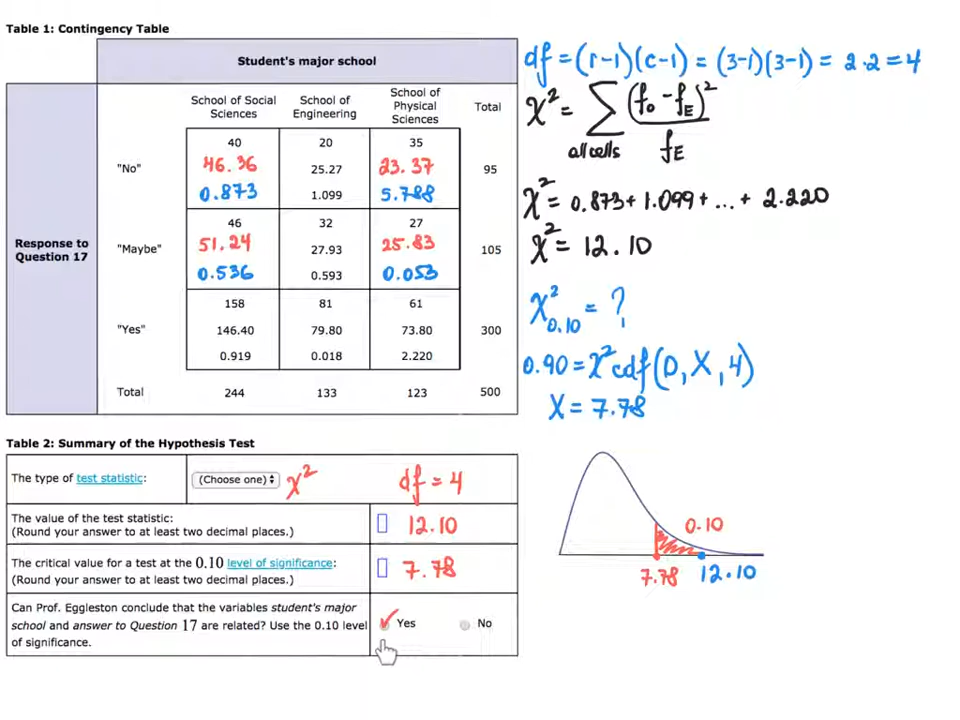 Table 1: Contingency Table
Student's major school
School of Social Sciences School of Engineering School of Physical Sciences Total
40 20 35
"No" 46.36 25.27 23.37 95
0.873 1.099 5.788
46 32 27
Response to Question 17 "Maybe" 51.24 27.93 25.83 105
0.536 0.593 0.053
158 81 61
"Yes" 146.40 79.80 73.80 300
0.919 0.018 2.220
Total 244 133 123 500
Table 2: Summary of the Hypothesis Test
The type of test statistic: (Choose one) χ² df = 4
The value of the test statistic:
(Round your answer to at least two decimal places.) 12.10
The critical value for a test at the 0.10 level of significance:
(Round your answer to at least two decimal places.) 7.78
Can Prof. Eggleston conclude that the variables student's major
school and answer to Question 17 are related? Use the 0.10 level Yes No
of significance.
df = (r-1)(c-1) = (3-1)(3-1) = 2·2 = 4
χ² = Σ (fo - fE)²
all cells fE
χ² = 0.873 + 1.099 + ... + 2.220
χ² = 12.10
χ²0.10 = ?
0.90 = χ²cdf(0, X, 4)
X = 7.78
0.10
7.78 12.10